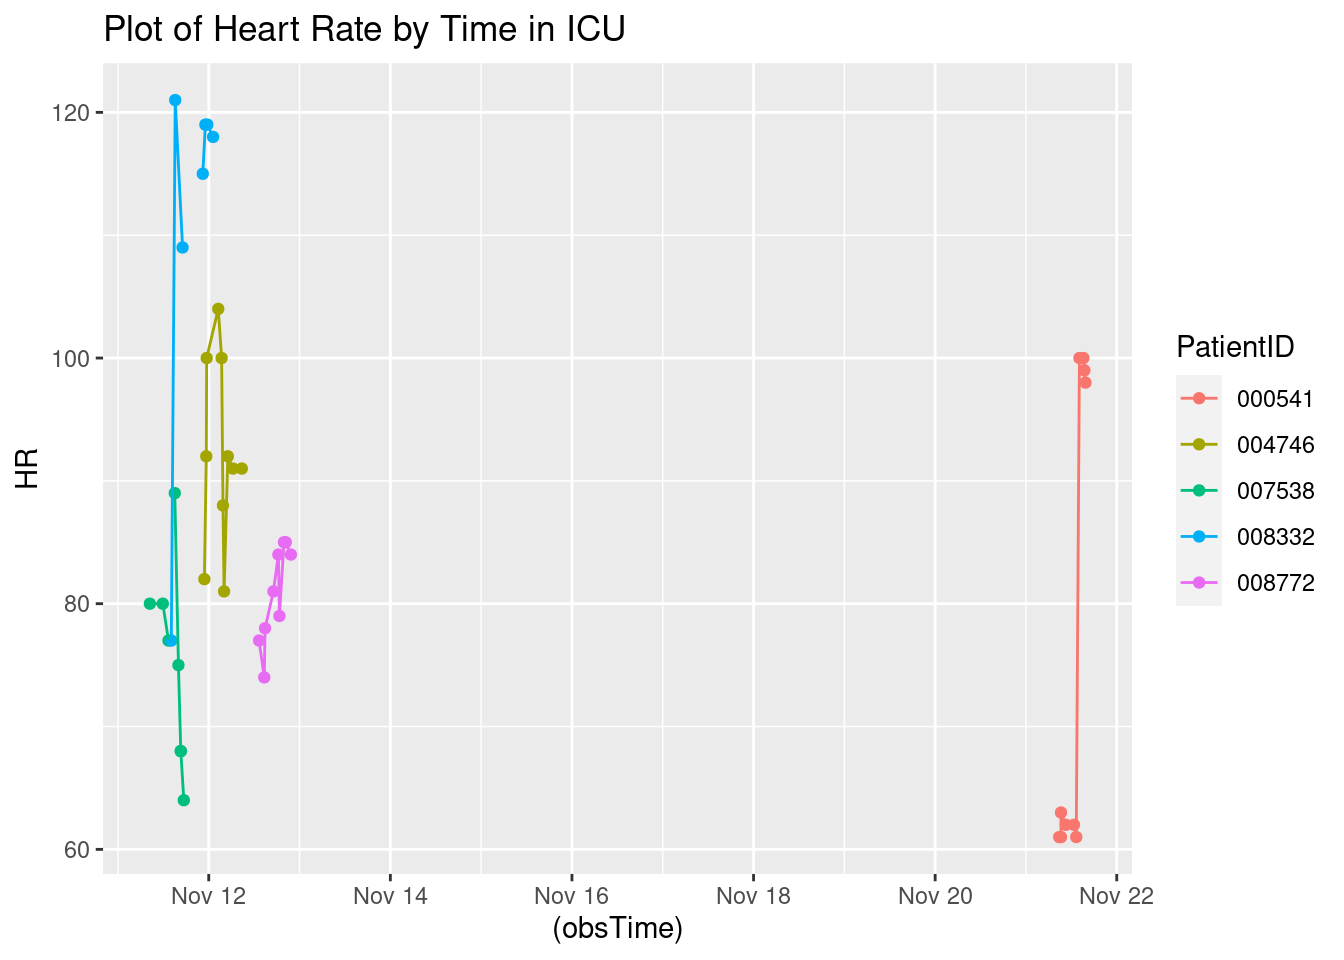 Plot of Heart Rate by Time in ICU
120
100
80
60
HR
Nov 12 Nov 14 Nov 16 Nov 18 Nov 20 Nov 22
(obsTime)
PatientID
000541
004746
007538
008332
008772